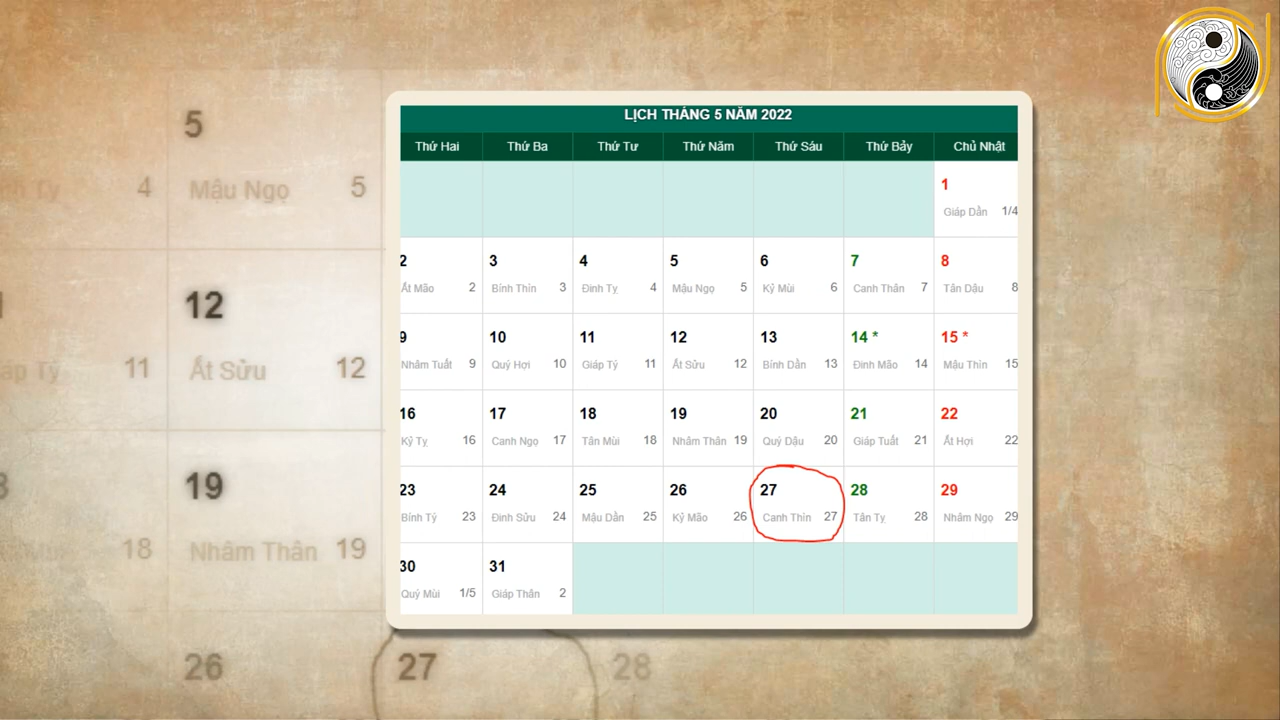 LỊCH THÁNG 5 NĂM 2022
Thứ Hai Thứ Ba Thứ Tư Thứ Năm Thứ Sáu Thứ Bảy Chủ Nhật
1
Giáp Dần 1/4
2 3 4 5 6 7 8
Ất Mão 2 Bính Thìn 3 Đinh Tỵ 4 Mậu Ngọ 5 Kỷ Mùi 6 Canh Thân 7 Tân Dậu 8
9 10 11 12 13 14 * 15 *
Nhâm Tuất 9 Quý Hợi 10 Giáp Tý 11 Ất Sửu 12 Bính Dần 13 Đinh Mão 14 Mậu Thìn 15
16 17 18 19 20 21 22
Kỷ Tỵ 16 Canh Ngọ 17 Tân Mùi 18 Nhâm Thân 19 Quý Dậu 20 Giáp Tuất 21 Ất Hợi 22
23 24 25 26 27 28 29
Bính Tý 23 Đinh Sửu 24 Mậu Dần 25 Kỷ Mão 26 Canh Thìn 27 Tân Tỵ 28 Nhâm Ngọ 29
30 31
Quý Mùi 1/5 Giáp Thân 2
5
4 Mậu Ngọ 5
12
11 Ất Sửu 12
19
18 Nhâm Thân 19
26 27 28